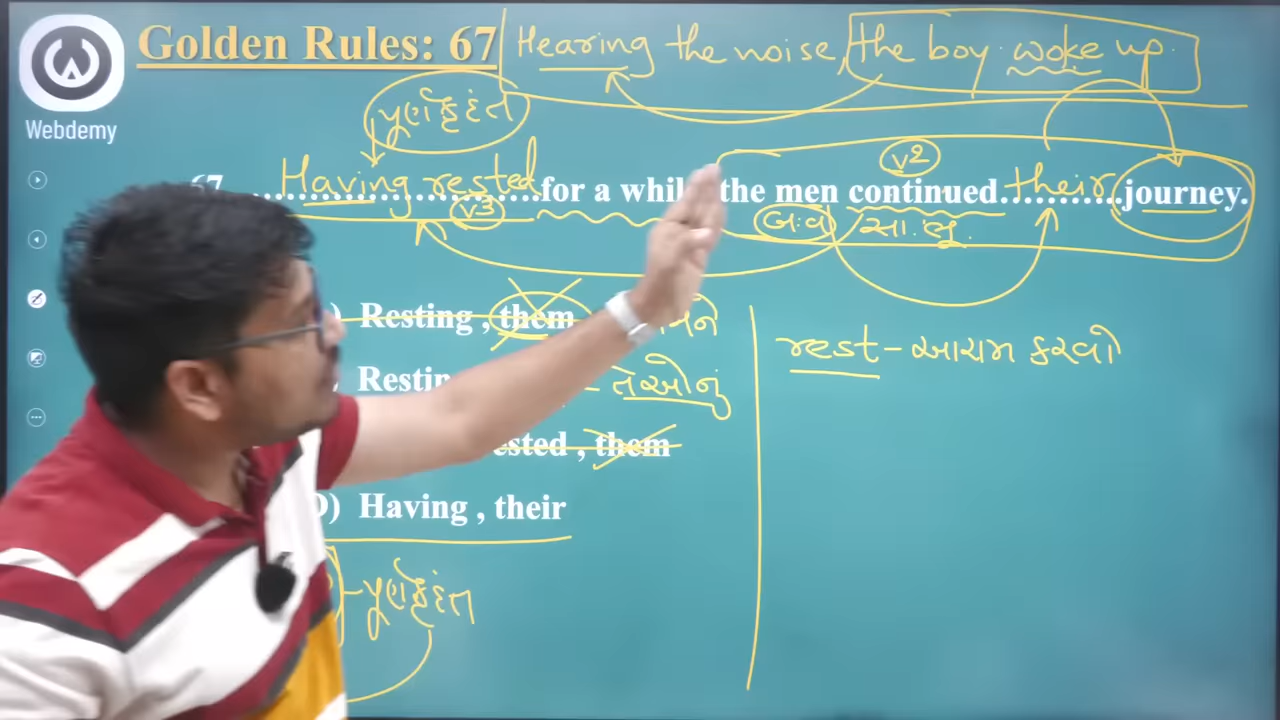 Golden Rules: 67
Hearing the noise, the boy woke up.
Webdemy
પૂર્ણકૃદંત
v2
67. Having rested for a while the men continued their journey.
v3
બ.વ
સા.ભૂ.
Resting , them
rest - આરામ કરવો
Restin
- તેઓનું
ested , them
D) Having , their
- પૂર્ણકૃદંત